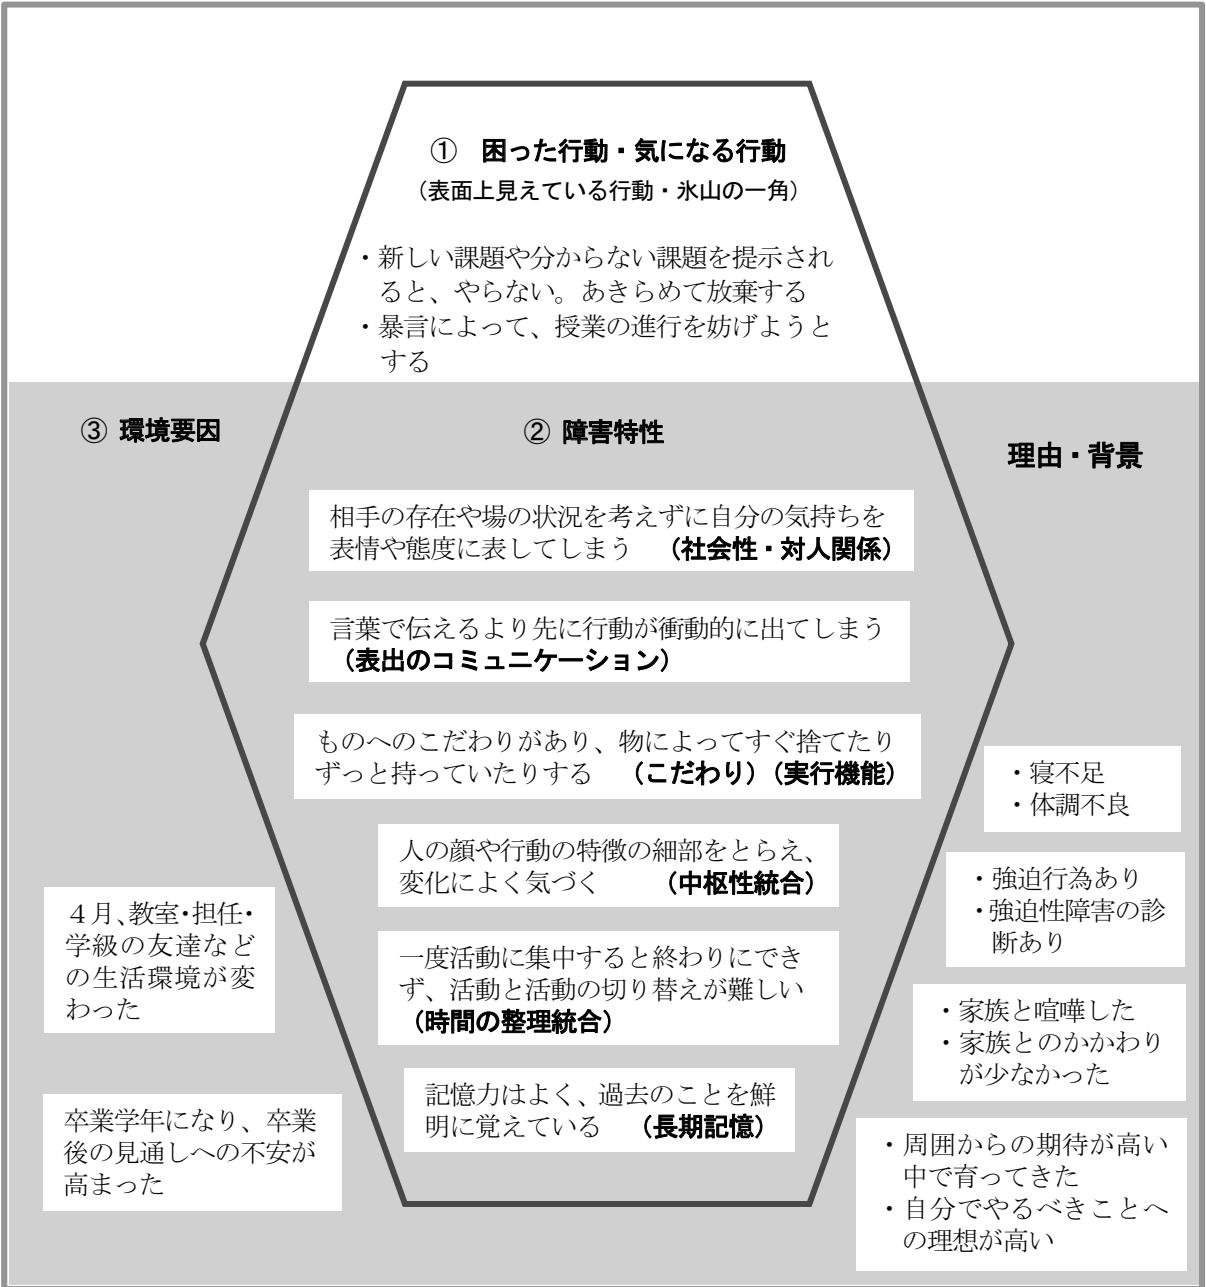 ① 困った行動・気になる行動
（表面上見えている行動・氷山の一角）
・新しい課題や分からない課題を提示され
ると、やらない。あきらめて放棄する
・暴言によって、授業の進行を妨げようと
する
③ 環境要因
② 障害特性
理由・背景
相手の存在や場の状況を考えずに自分の気持ちを
表情や態度に表してしまう （社会性・対人関係）
言葉で伝えるより先に行動が衝動的に出てしまう
（表出のコミュニケーション）
ものへのこだわりがあり、物によってすぐ捨てたり
ずっと持っていたりする （こだわり）（実行機能）
人の顔や行動の特徴の細部をとらえ、
変化によく気づく （中枢性統合）
一度活動に集中すると終わりにでき
ず、活動と活動の切り替えが難しい
（時間の整理統合）
記憶力はよく、過去のことを鮮
明に覚えている （長期記憶）
４月、教室・担任・
学級の友達など
の生活環境が変
わった
卒業学年になり、卒業
後の見通しへの不安が
高まった
・寝不足
・体調不良
・強迫行為あり
・強迫性障害の診
断あり
・家族と喧嘩した
・家族とのかかわり
が少なかった
・周囲からの期待が高い
中で育ってきた
・自分でやるべきことへ
の理想が高い